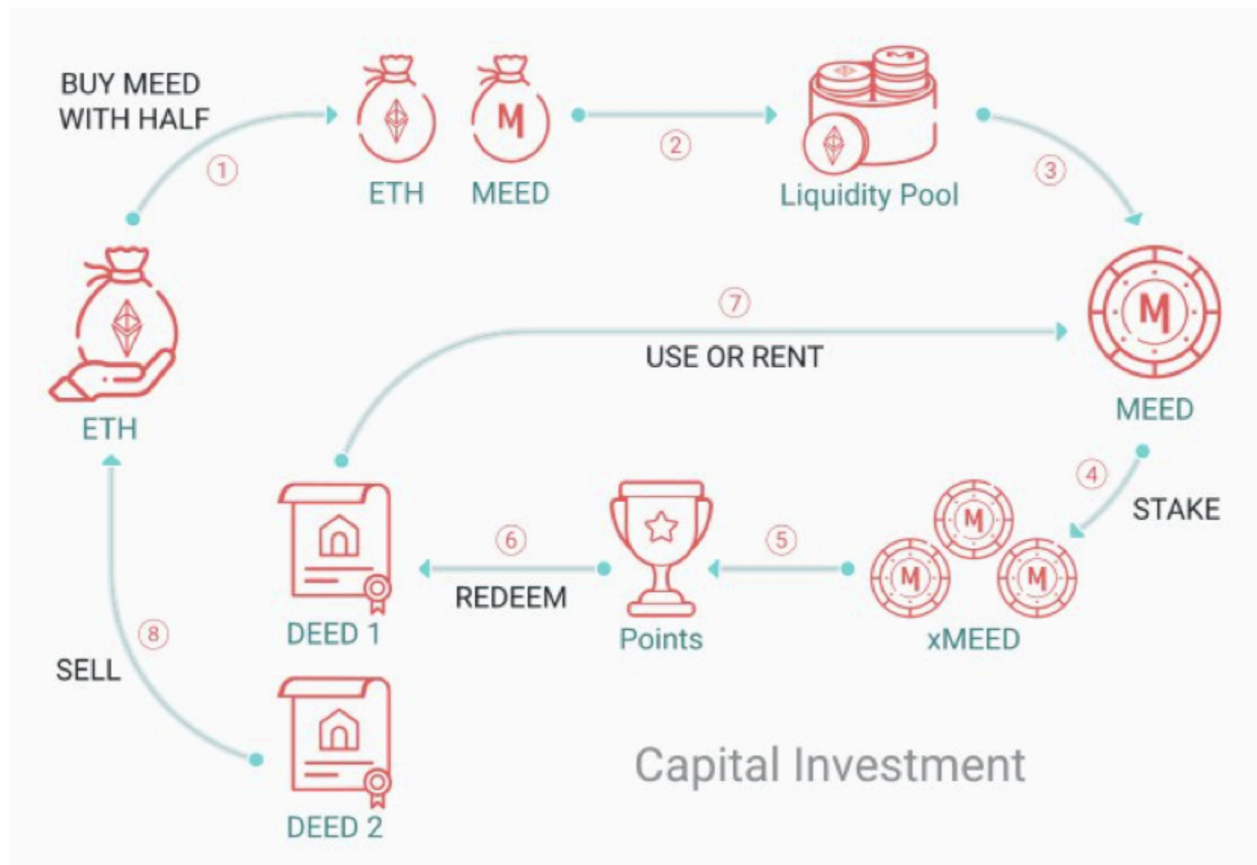 BUY MEED
WITH HALF
1
ETH
MEED
2
Liquidity Pool
3
ETH
7
USE OR RENT
MEED
4
STAKE
xMEED
5
Points
6
REDEEM
DEED 1
8
SELL
DEED 2
Capital Investment